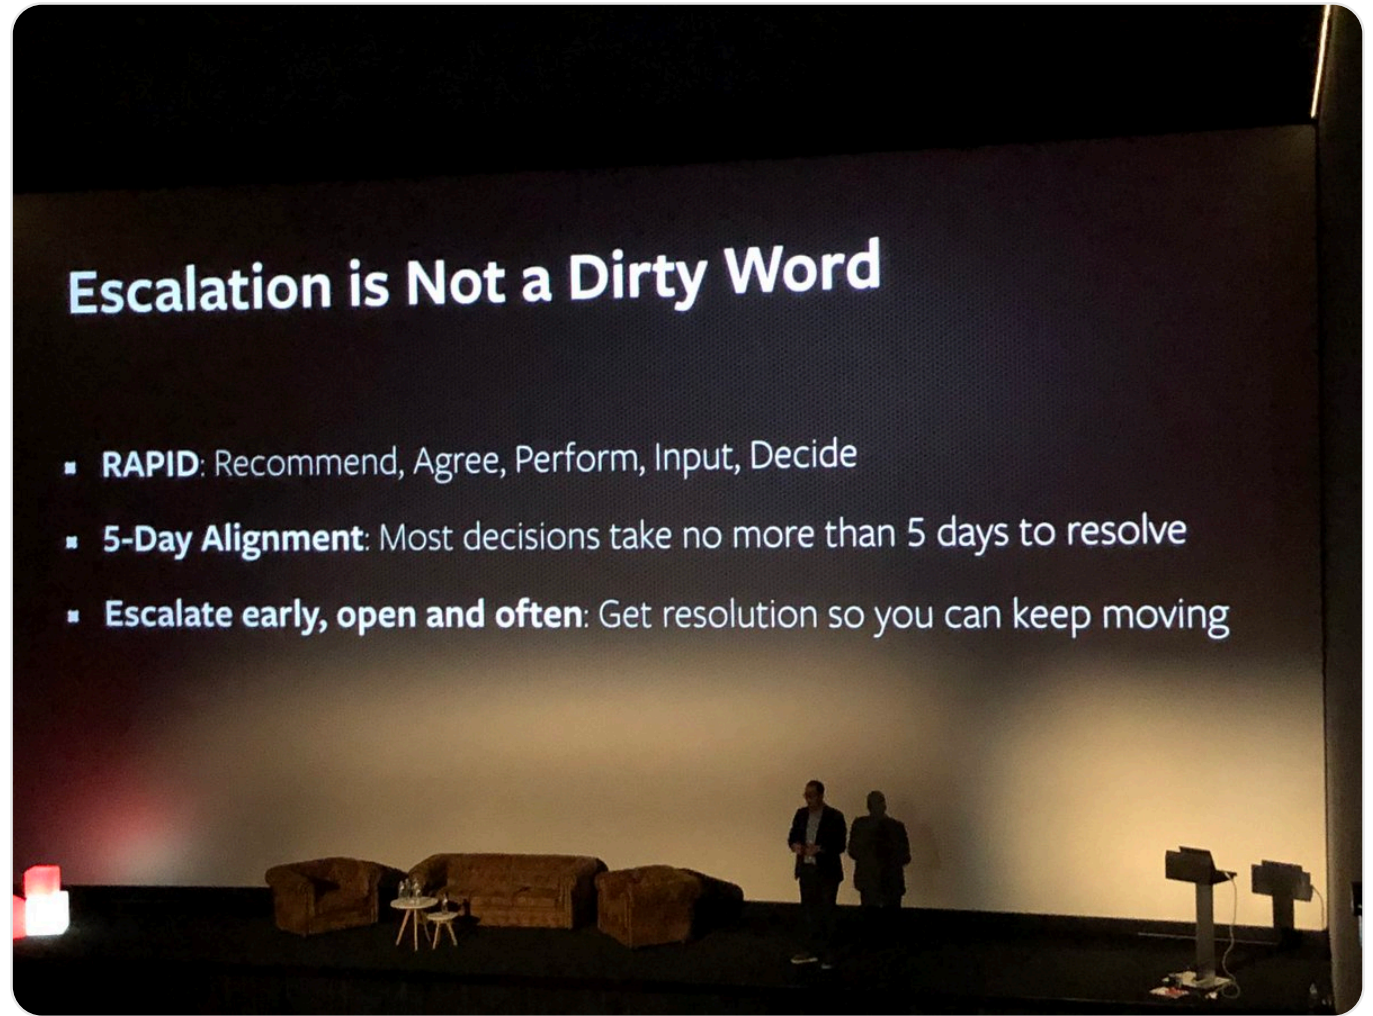 Escalation is Not a Dirty Word
▪ RAPID: Recommend, Agree, Perform, Input, Decide
▪ 5-Day Alignment: Most decisions take no more than 5 days to resolve
▪ Escalate early, open and often: Get resolution so you can keep moving